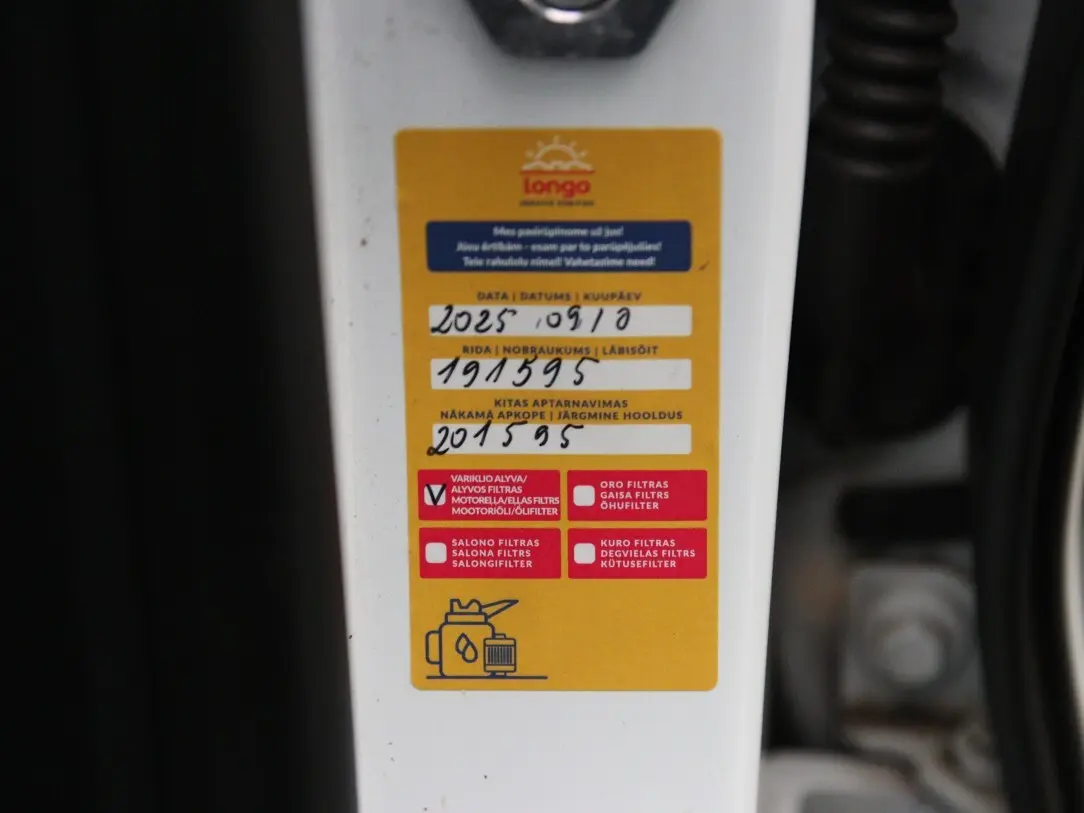 longo
Mes pasirūpinome už jus!
Jūsu ērtībām - esam par to parūpējušies!
Teie rahulolu nimel! Vahetasime need!
DATA | DATUMS | KUUPÄEV
2025 .09/0
RIDA | NOBRAUKUMS | LÄBISÕIT
191595
KITAS APTARNAVIMAS
NĀKAMĀ APKOPE | JÄRGMINE HOOLDUS
201595
V
VARIKLIO ALYVA/
ALYVOS FILTRAS
MOTOREĻĻA/EĻĻAS FILTRS
MOOTORIÕLI/ÕLIFILTER
ORO FILTRAS
GAISA FILTRS
ÕHUFILTER
SALONO FILTRAS
SALONA FILTRS
SALONGIFILTER
KURO FILTRAS
DEGVIELAS FILTRS
KÜTUSEFILTER